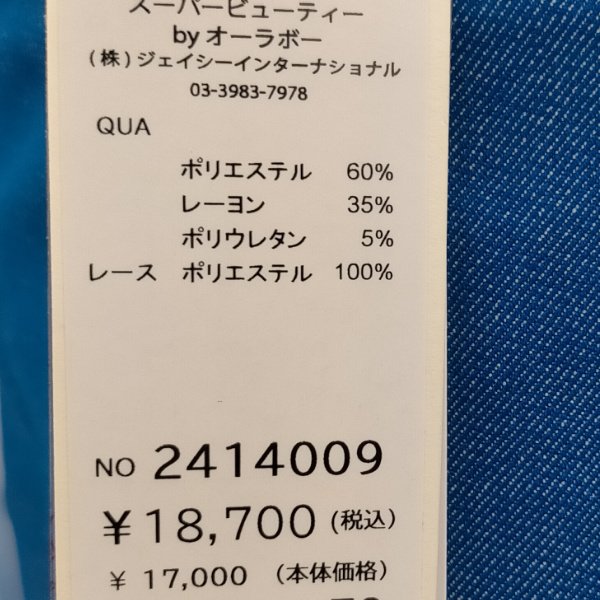 スーパービューティー
by オーラボー
(株)ジェイシーインターナショナル
03-3983-7978
QUA
ポリエステル 60%
レーヨン 35%
ポリウレタン 5%
レース ポリエステル 100%
NO 2414009
¥18,700 (税込)
¥ 17,000 (本体価格)